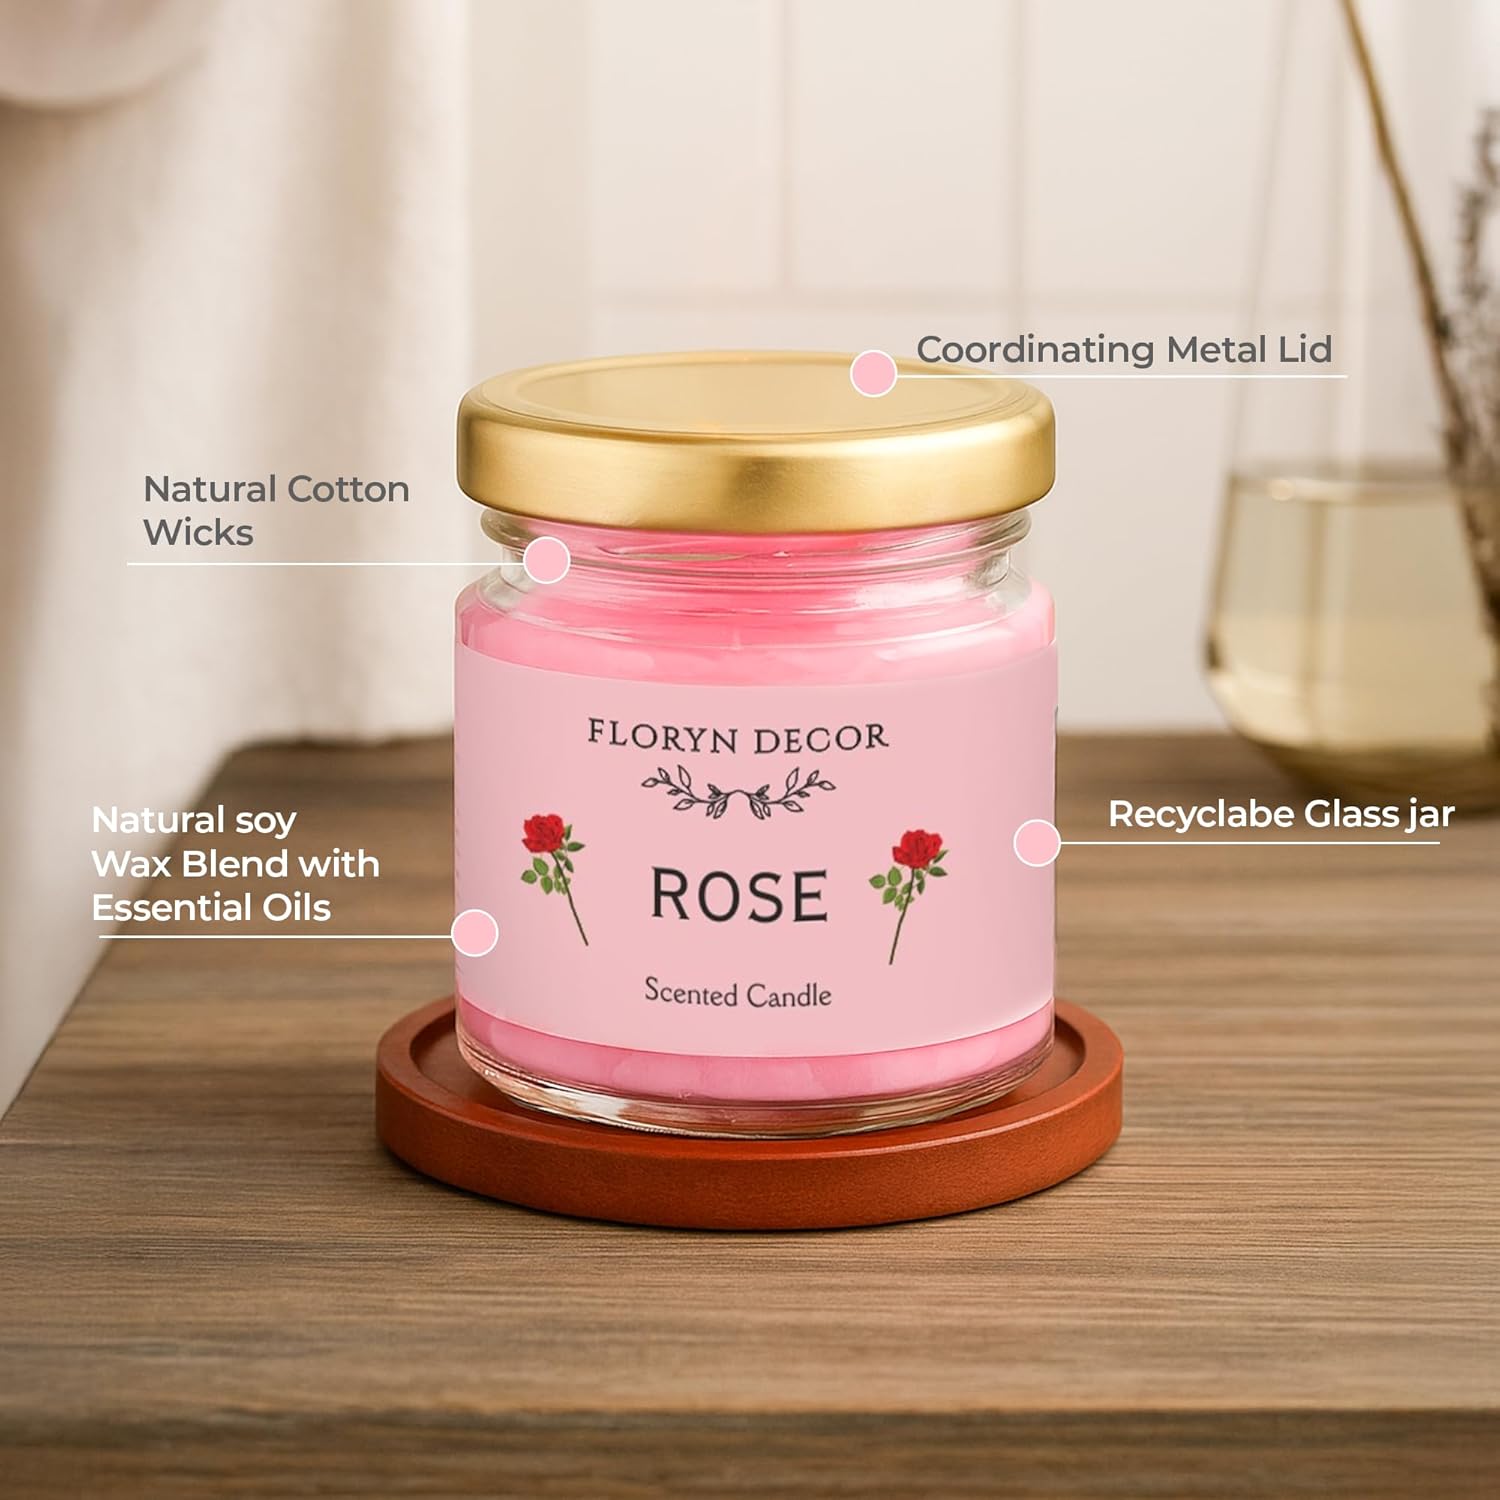 Coordinating Metal Lid
Natural Cotton
Wicks
FLORYN DECOR
Natural soy
Wax Blend with
Essential Oils
Recyclabe Glass jar
ROSE
Scented Candle